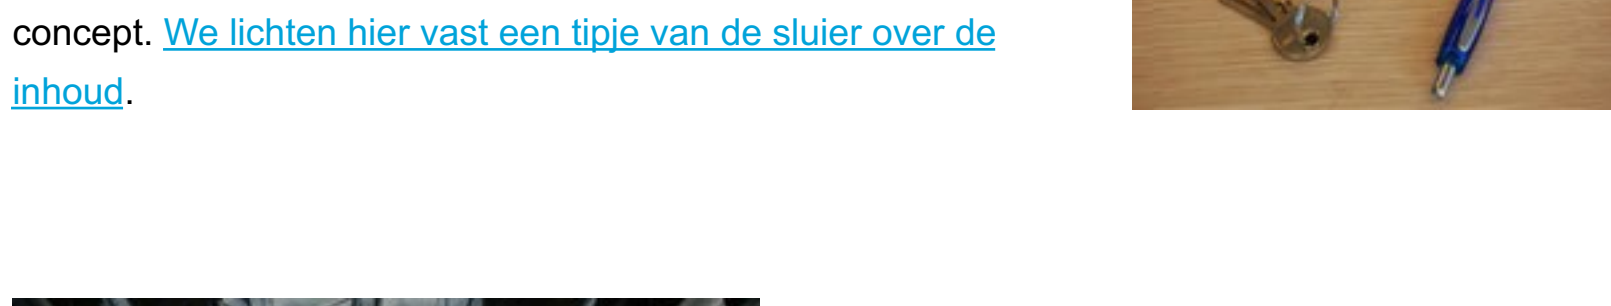 concept. We lichten hier vast een tipje van de sluier over de
inhoud.